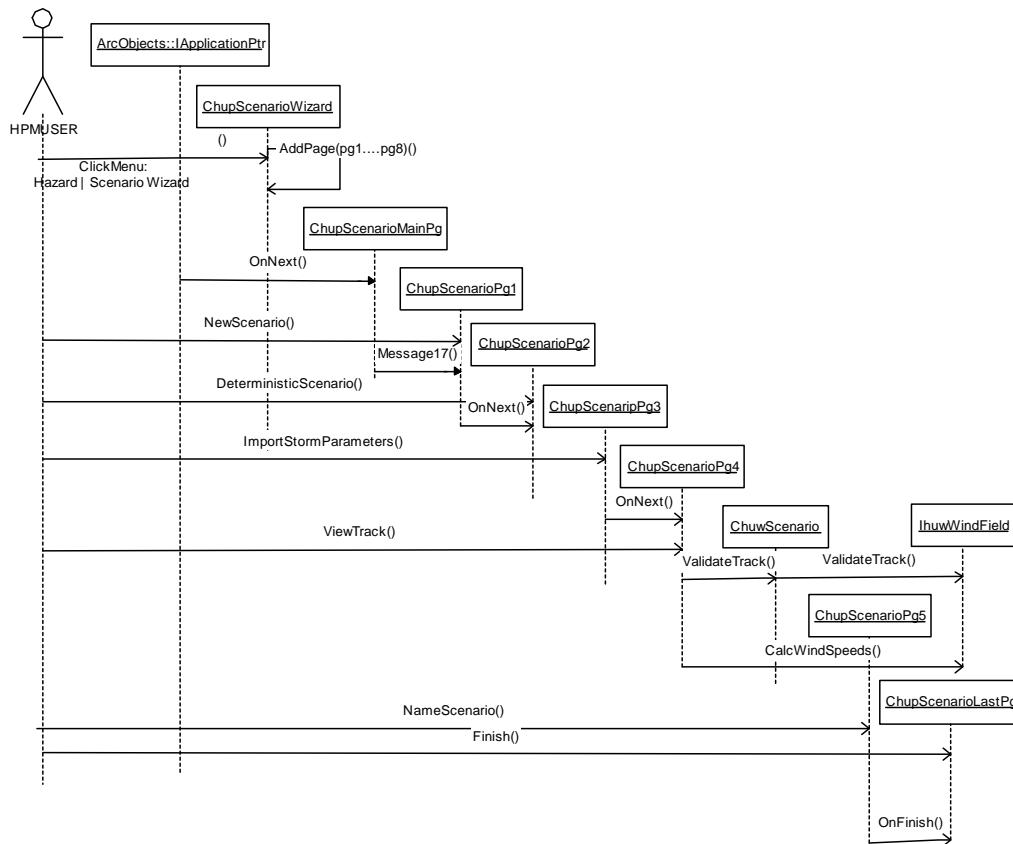 ArcObjects::IApplicationPtr
ChupScenarioWizard
HPMUSER
()
AddPage(pg1....pg8)()
ClickMenu:
Hazard | Scenario Wizard
ChupScenarioMainPg
OnNext()
ChupScenarioPg1
NewScenario()
ChupScenarioPg2
Message17()
DeterministicScenario()
OnNext()
ChupScenaripPg3
ImportStormParameters()
ChupScenarioPg4
OnNext()
ChuwScenario
IhuwWindField
ViewTrack()
ValidateTrack()
ValidateTrack()
ChupScenarioPg5
CalcWindSpeeds()
ChupScenarioLastPg
NameScenario()
Finish()
OnFinish()